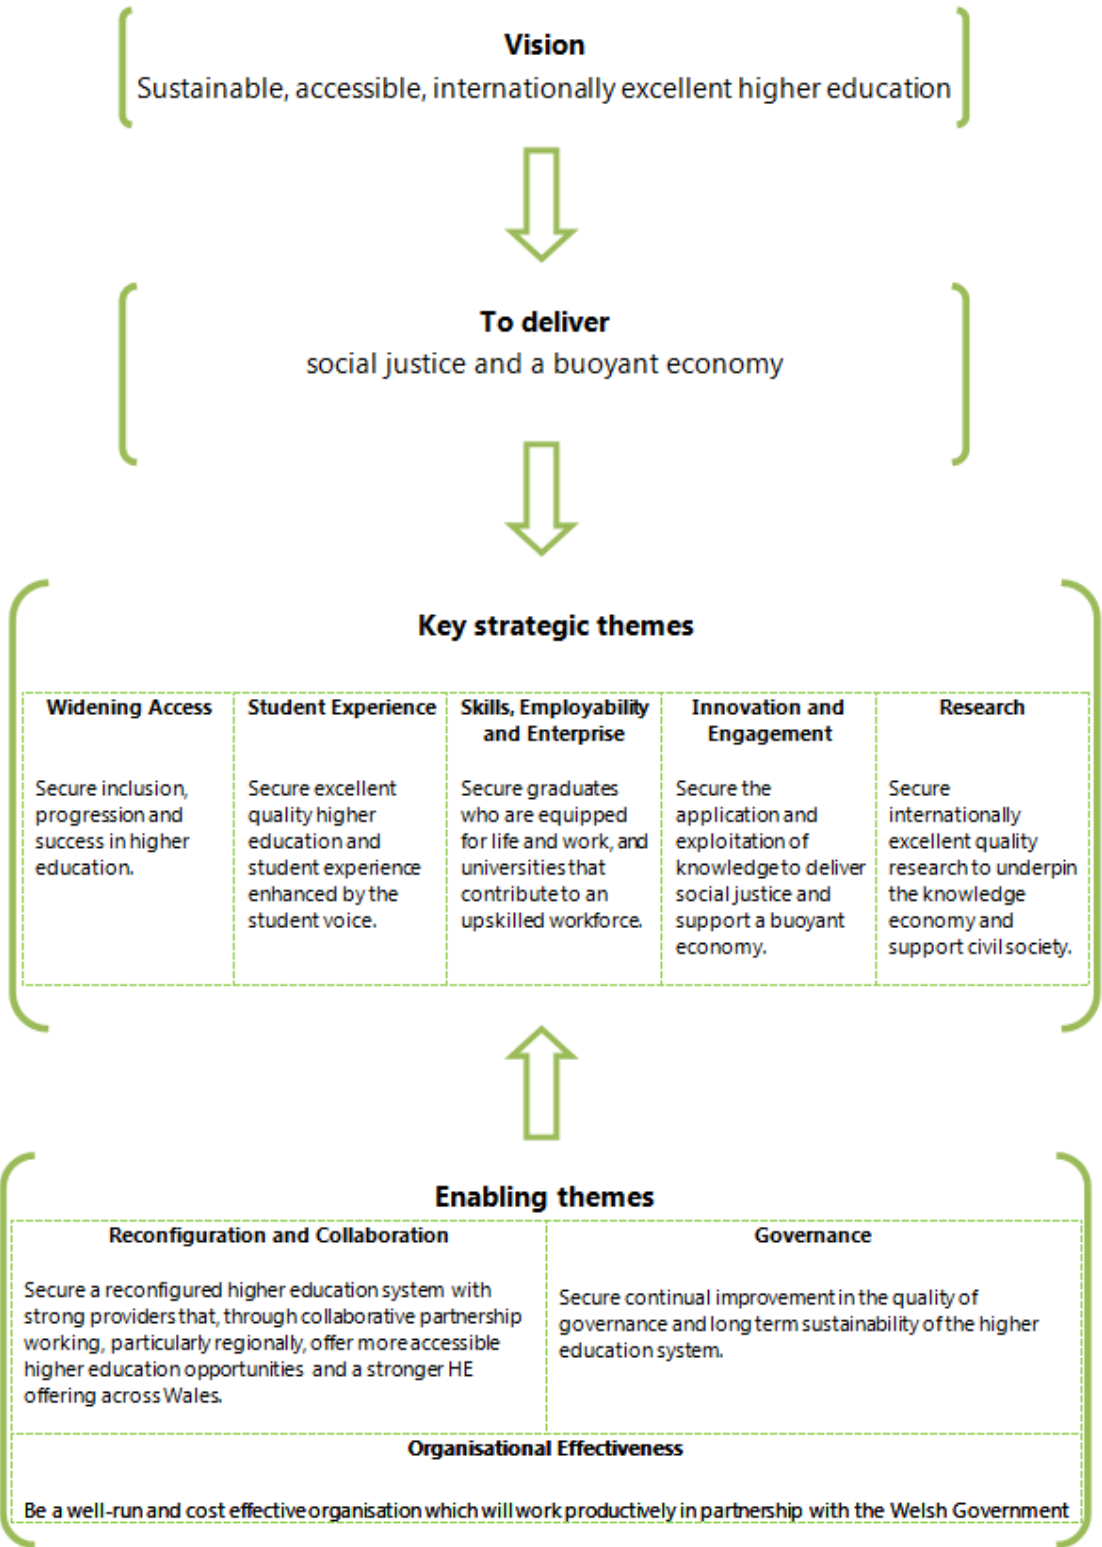 Vision
Sustainable, accessible, internationally excellent higher education
To deliver
social justice and a buoyant economy
Key strategic themes
Widening Access
Secure inclusion,
progression and
success in higher
education.
Student Experience
Secure excellent
quality higher
education and
student experience
enhanced by the
student voice.
Skills, Employability
and Enterprise
Secure graduates
who are equipped
for life and work, and
universities that
contribute to an
upskilled workforce.
Innovation and
Engagement
Secure the
application and
exploitation of
knowledge to deliver
social justice and
support a buoyant
economy.
Research
Secure
internationally
excellent quality
research to underpin
the knowledge
economy and
support civil society.
Enabling themes
Reconfiguration and Collaboration
Secure a reconfigured higher education system with
strong providers that, through collaborative partnership
working, particularly regionally, offer more accessible
higher education opportunities and a stronger HE
offering across Wales.
Governance
Secure continual improvement in the quality of
governance and long term sustainability of the higher
education system.
Organisational Effectiveness
Be a well-run and cost effective organisation which will work productively in partnership with the Welsh Government